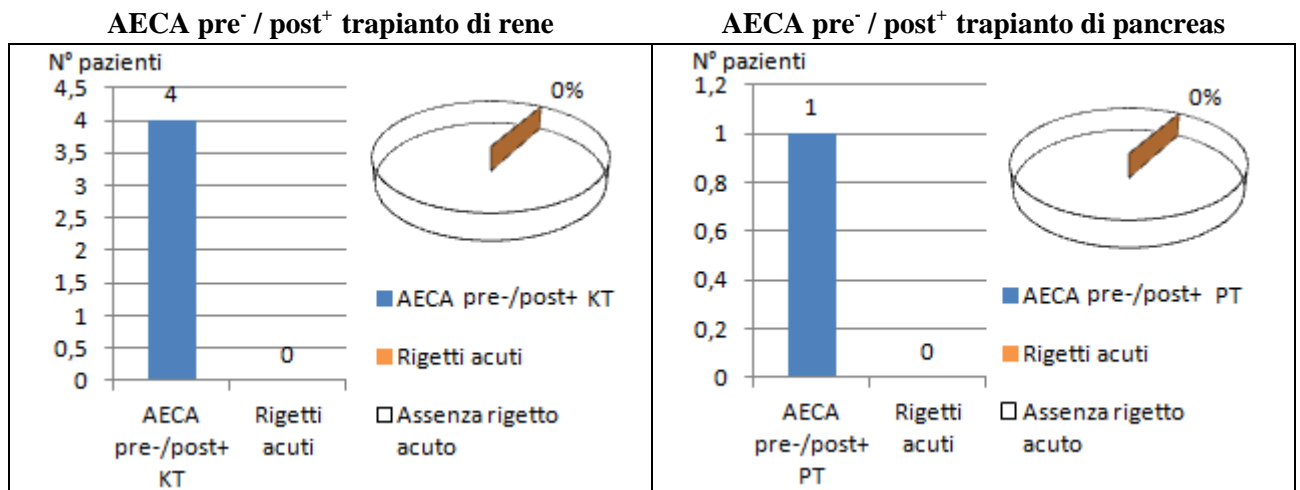 AECA pre⁻ / post⁺ trapianto di rene
N° pazienti
4,5
4
3,5
3
2,5
2
1,5
1
0,5
0
4
0
AECA
pre-/post+
KT
Rigetti
acuti
0%
AECA pre-/post+ KT
Rigetti acuti
Assenza rigetto
acuto
AECA pre⁻ / post⁺ trapianto di pancreas
N° pazienti
1,2
1
0,8
0,6
0,4
0,2
0
1
0
AECA
pre-/post+
PT
Rigetti
acuti
0%
AECA pre-/post+ PT
Rigetti acuti
Assenza rigetto
acuto